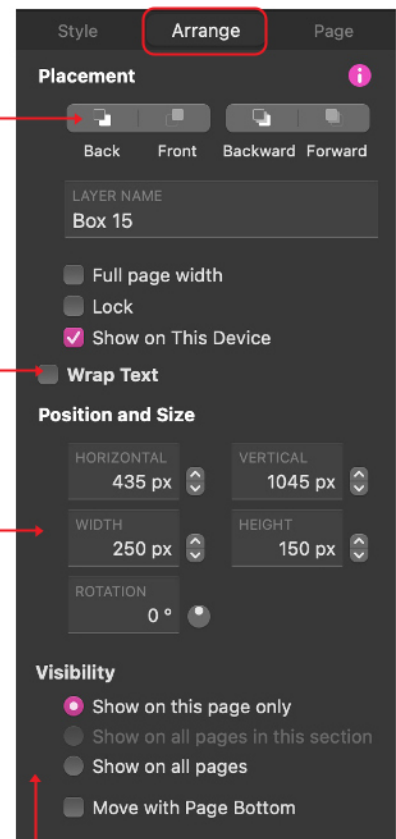 Style Arrange Page
Placement
Back Front Backward Forward
LAYER NAME
Box 15
Full page width
Lock
Show on This Device
Wrap Text
Position and Size
HORIZONTAL VERTICAL
435 px 1045 px
WIDTH HEIGHT
250 px 150 px
ROTATION
0 °
Visibility
Show on this page only
Show on all pages in this section
Show on all pages
Move with Page Bottom